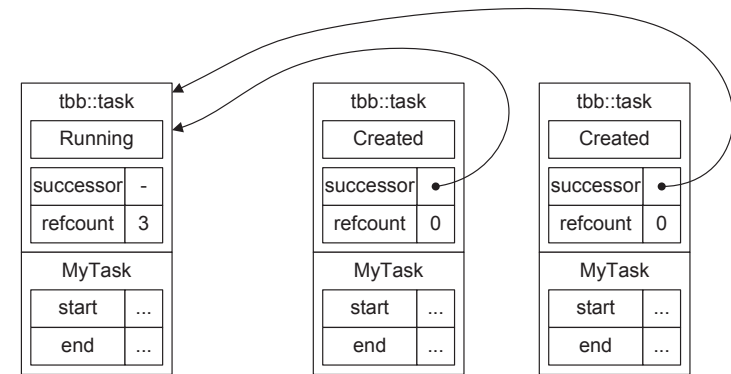 tbb::task
Running
successor -
refcount 3
MyTask
start ...
end ...
tbb::task
Created
successor
refcount 0
MyTask
start ...
end ...
tbb::task
Created
successor
refcount 0
MyTask
start ...
end ...